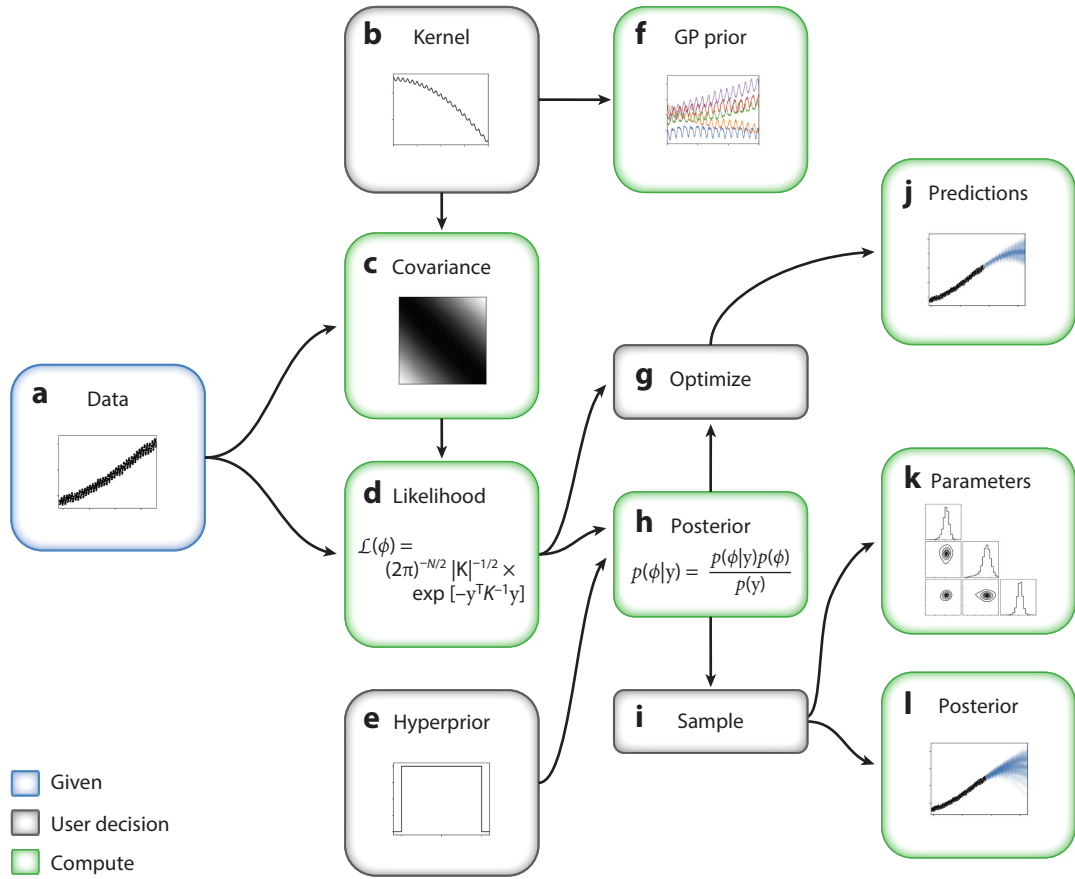 b Kernel
f GP prior
j Predictions
c Covariance
g Optimize
a Data
d Likelihood
ℒ(ϕ) =
(2π)^{−N/2} |K|^{−1/2} ×
exp [−y^T K^{−1} y]
h Posterior
p(ϕ|y) = p(ϕ|y)p(ϕ) / p(y)
k Parameters
e Hyperprior
i Sample
l Posterior
Given
User decision
Compute